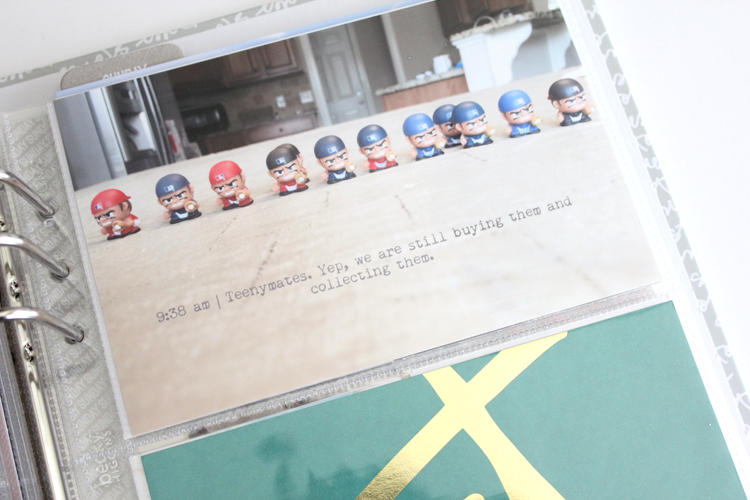 9:38 am | Teenymates. Yep, we are still buying them and
collecting them.